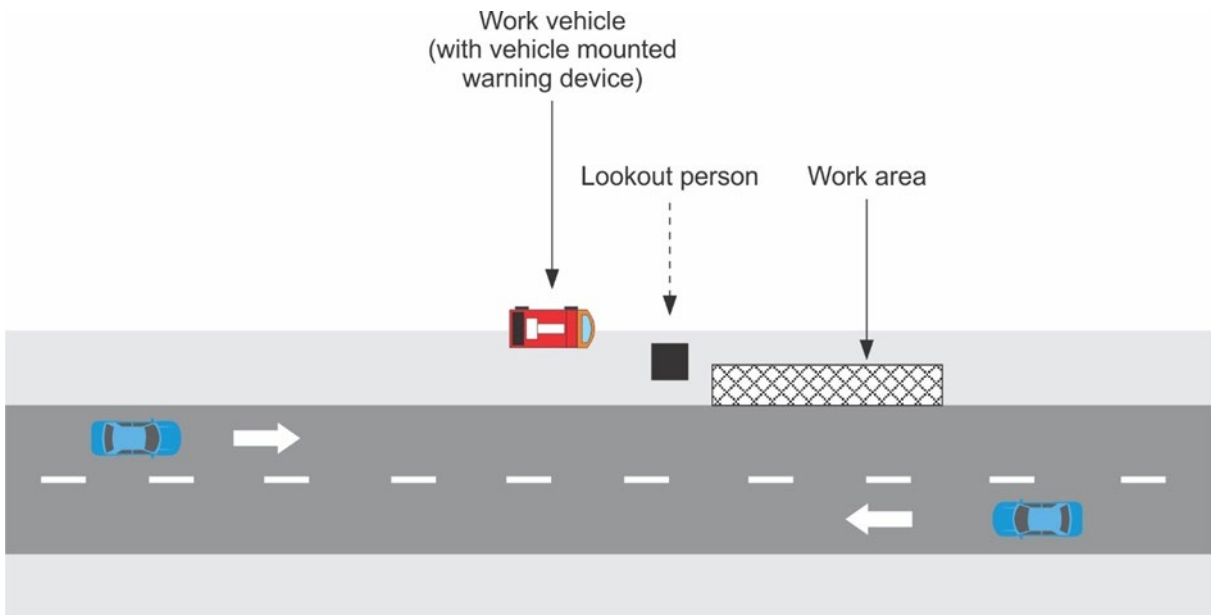 Work vehicle
(with vehicle mounted
warning device)
Lookout person
Work area